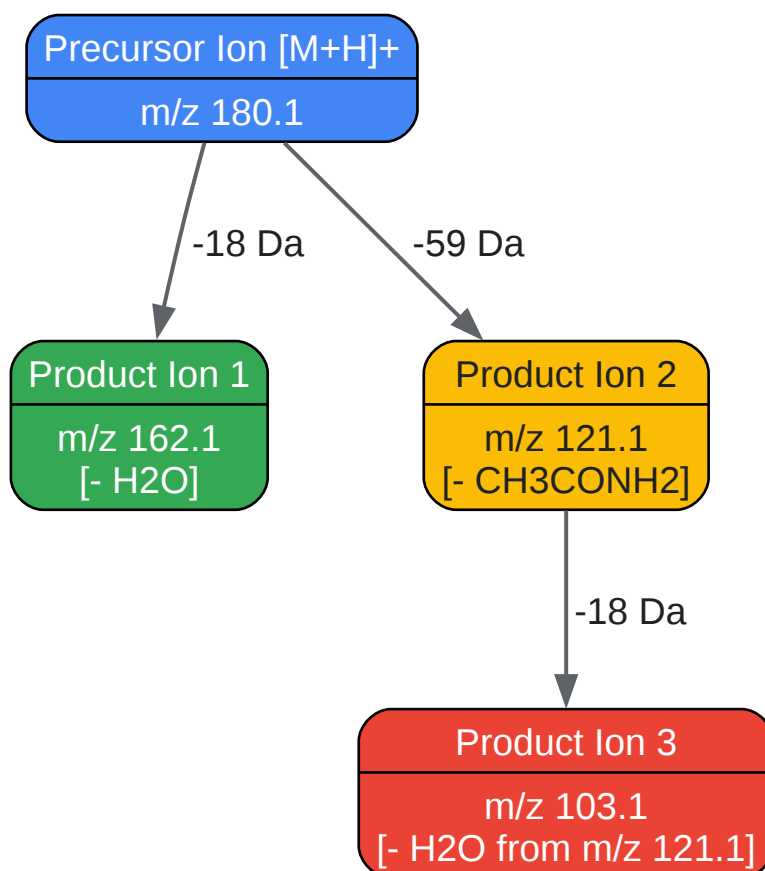 Precursor Ion [M+H]+
m/z 180.1
-18 Da
-59 Da
Product Ion 1
m/z 162.1
[- H2O]
Product Ion 2
m/z 121.1
[- CH3CONH2]
-18 Da
Product Ion 3
m/z 103.1
[- H2O from m/z 121.1]